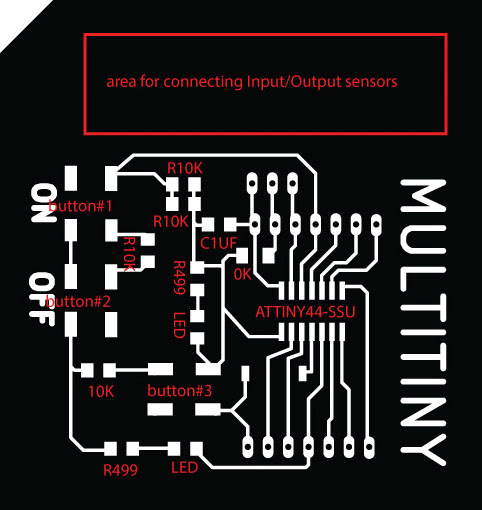 area for connecting Input/Output sensors
R10K
ON
button#1
R10K
C1UF
R10K
0K
R499
OFF
button#2
ATTINY44-SSU
LED
10K
button#3
R499
LED
MULTITINY